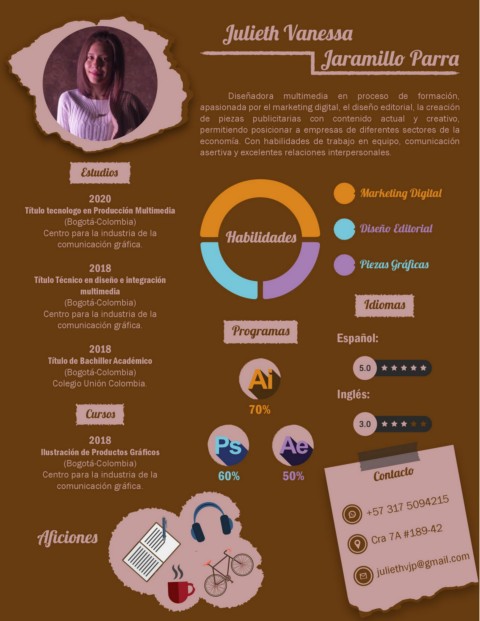 Julieth Vanessa
Jaramillo Parra
Diseñadora multimedia en proceso de formación,
apasionada por el marketing digital, el diseño editorial, la creación
de piezas publicitarias con contenido actual y creativo,
permitiendo posicionar a empresas de diferentes sectores de la
economía. Con habilidades de trabajo en equipo, comunicación
asertiva y excelentes relaciones interpersonales.
Estudios
2020
Título tecnologo en Producción Multimedia
(Bogotá-Colombia)
Centro para la industria de la
comunicación gráfica.
2018
Título Técnico en diseño e integración
multimedia
(Bogotá-Colombia)
Centro para la industria de la
comunicación gráfica.
2018
Título de Bachiller Académico
(Bogotá-Colombia)
Colegio Unión Colombia.
Cursos
2018
Ilustración de Productos Gráficos
(Bogotá-Colombia)
Centro para la industria de la
comunicación gráfica.
Aficiones
Habilidades
Marketing Digital
Diseño Editorial
Piezas Gráficas
Programas
Ai
70%
Ps
60%
Ae
50%
Idiomas
Español:
5.0
Inglés:
3.0
Contacto
+57 317 5094215
Cra 7A #189-42
juliethvjp@gmail.com